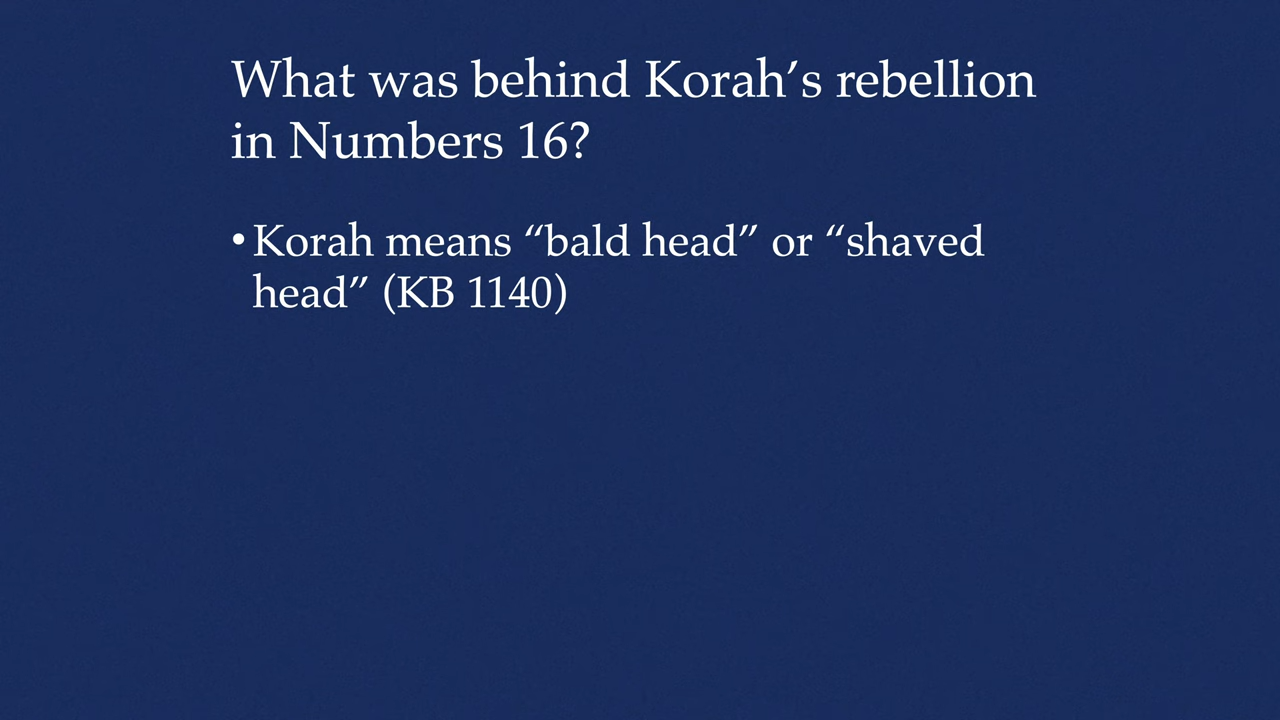 What was behind Korah’s rebellion
in Numbers 16?
• Korah means “bald head” or “shaved
head” (KB 1140)